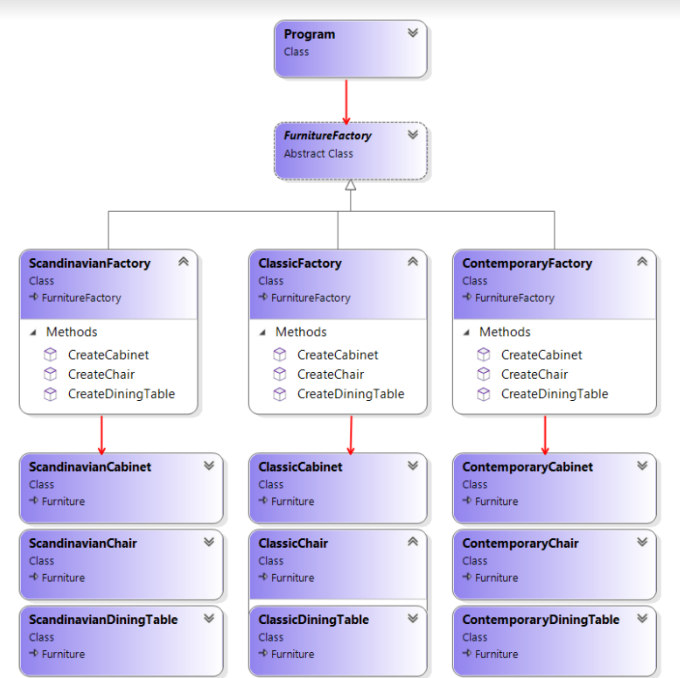 Program
Class
FurnitureFactory
Abstract Class
ScandinavianFactory
Class
FurnitureFactory
Methods
CreateCabinet
CreateChair
CreateDiningTable
ClassicFactory
Class
FurnitureFactory
Methods
CreateCabinet
CreateChair
CreateDiningTable
ContemporaryFactory
Class
FurnitureFactory
Methods
CreateCabinet
CreateChair
CreateDiningTable
ScandinavianCabinet
Class
Furniture
ClassicCabinet
Class
Furniture
ContemporaryCabinet
Class
Furniture
ScandinavianChair
Class
Furniture
ClassicChair
Class
Furniture
ContemporaryChair
Class
Furniture
ScandinavianDiningTable
Class
Furniture
ClassicDiningTable
Class
Furniture
ContemporaryDiningTable
Class
Furniture